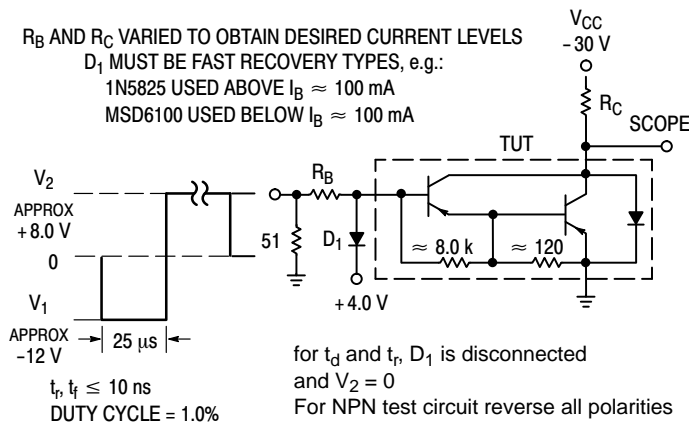 R_B AND R_C VARIED TO OBTAIN DESIRED CURRENT LEVELS
D_1 MUST BE FAST RECOVERY TYPES, e.g.:
1N5825 USED ABOVE I_B ≈ 100 mA
MSD6100 USED BELOW I_B ≈ 100 mA
V_CC
- 30 V
R_C
SCOPE
TUT
R_B
V_2
APPROX
+ 8.0 V
0
V_1
APPROX
-12 V
25 μs
51
D_1
+ 4.0 V
≈ 8.0 k
≈ 120
t_r, t_f ≤ 10 ns
DUTY CYCLE = 1.0%
for t_d and t_r, D_1 is disconnected
and V_2 = 0
For NPN test circuit reverse all polarities